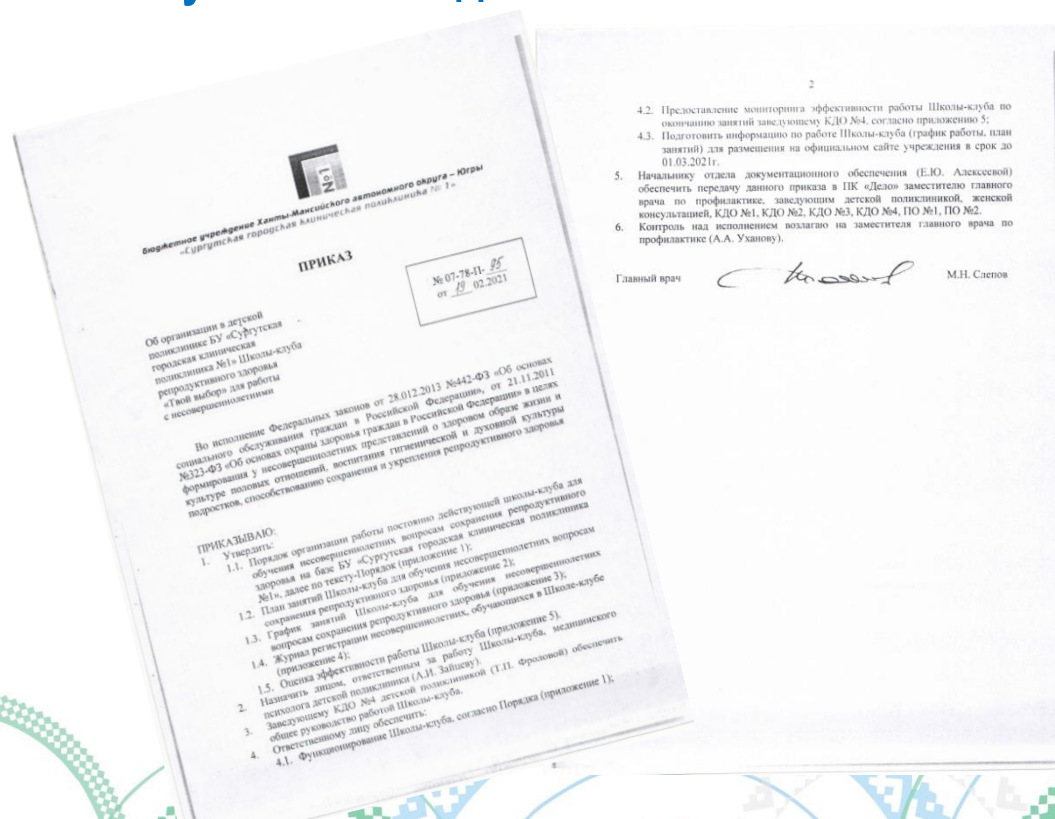 №1
бюджетное учреждение Ханты-Мансийского автономного округа – Югры
«Сургутская городская клиническая поликлиника № 1»
ПРИКАЗ
№ 07-78-П- 95
от 19 02.2021
Об организации в детской
поликлинике БУ «Сургутская
городская клиническая
поликлиника №1» Школы-клуба
репродуктивного здоровья
«Твой выбор» для работы
с несовершеннолетними
Во исполнение Федеральных законов от 28.012.2013 №442-ФЗ «Об основах
социального обслуживания граждан в Российской Федерации», от 21.11.2011
№323-ФЗ «Об основах охраны здоровья граждан в Российской Федерации» в целях
формирования у несовершеннолетних представлений о здоровом образе жизни и
культуре половых отношений, воспитания гигиенической и духовной культуры
подростков, способствованию сохранения и укрепления репродуктивного здоровья
ПРИКАЗЫВАЮ:
1. Утвердить:
1.1. Порядок организации работы постоянно действующей школы-клуба для
обучения несовершеннолетних вопросам сохранения репродуктивного
здоровья на базе БУ «Сургутская городская клиническая поликлиника
№1», далее по тексту-Порядок (приложение 1);
1.2. План занятий Школы-клуба для обучения несовершеннолетних вопросам
сохранения репродуктивного здоровья (приложение 2);
1.3. График занятий Школы-клуба для обучения несовершеннолетних
вопросам сохранения репродуктивного здоровья (приложение 3);
1.4. Журнал регистрации несовершеннолетних, обучающихся в Школе-клубе
(приложение 4);
1.5. Оценка эффективности работы Школы-клуба (приложение 5).
2. Назначить лицом, ответственным за работу Школы-клуба, медицинского
психолога детской поликлиники (А.И. Зайцеву).
3. Заведующему КДО №4 детской поликлиникой (Т.П. Фроловой) обеспечить
общее руководство работой Школы-клуба.
4. Ответственному лицу обеспечить:
4.1. Функционирование Школы-клуба, согласно Порядка (приложение 1);
2
4.2. Предоставление мониторинга эффективности работы Школы-клуба по
окончанию занятий заведующему КДО №4, согласно приложению 5;
4.3. Подготовить информацию по работе Школы-клуба (график работы, план
занятий) для размещения на официальном сайте учреждения в срок до
01.03.2021г.
5. Начальнику отдела документационного обеспечения (Е.Ю. Алексеевой)
обеспечить передачу данного приказа в ПК «Дело» заместителю главного
врача по профилактике, заведующим детской поликлиникой, женской
консультацией, КДО №1, КДО №2, КДО №3, КДО №4, ПО №1, ПО №2.
6. Контроль над исполнением возлагаю на заместителя главного врача по
профилактике (А.А. Уханову).
Главный врач М.Н. Слепов